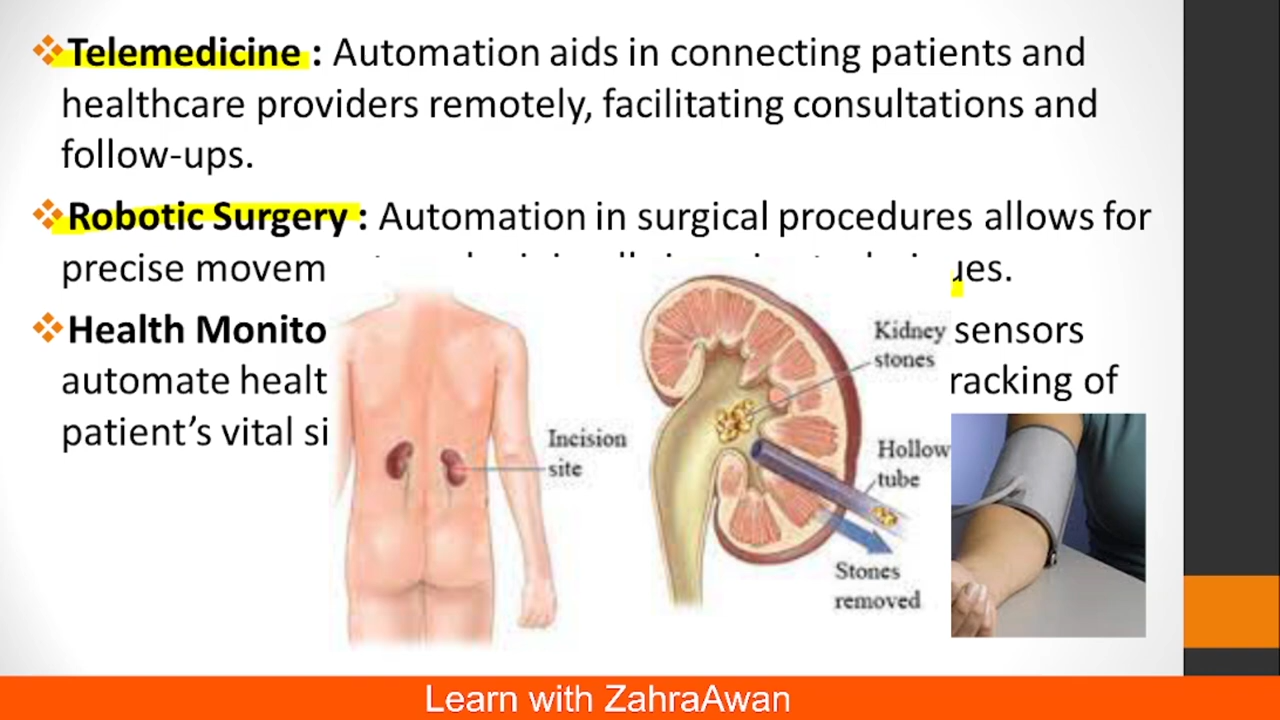 ❖Telemedicine : Automation aids in connecting patients and
healthcare providers remotely, facilitating consultations and
follow-ups.
❖Robotic Surgery : Automation in surgical procedures allows for
precise movem
❖Health Monito sensors
automate healt racking of
patient’s vital si
Kidney
stones
Incision
site
Hollow
tube
Stones
removed
Learn with ZahraAwan